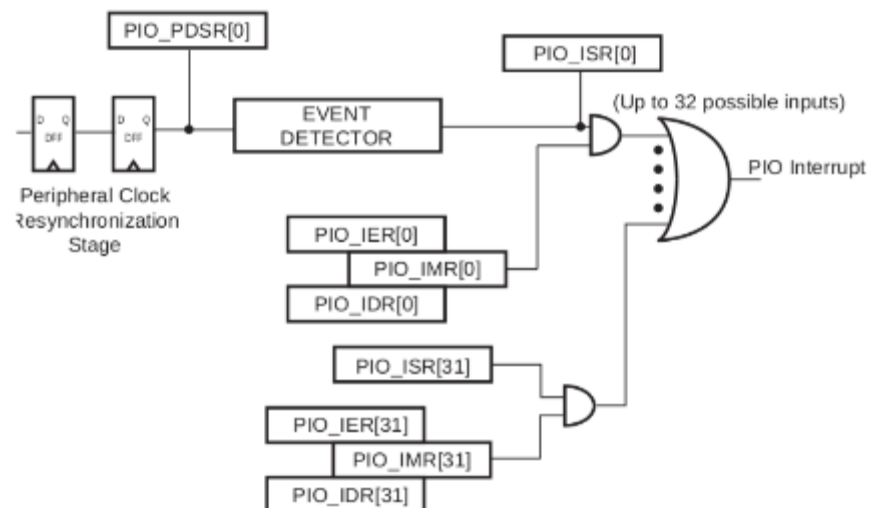 PIO_PDSR[0]
PIO_ISR[0]
(Up to 32 possible inputs)
D Q
DFF
D Q
DFF
EVENT
DETECTOR
PIO Interrupt
Peripheral Clock
Resynchronization
Stage
PIO_IER[0]
PIO_IMR[0]
PIO_IDR[0]
PIO_ISR[31]
PIO_IER[31]
PIO_IMR[31]
PIO_IDR[31]